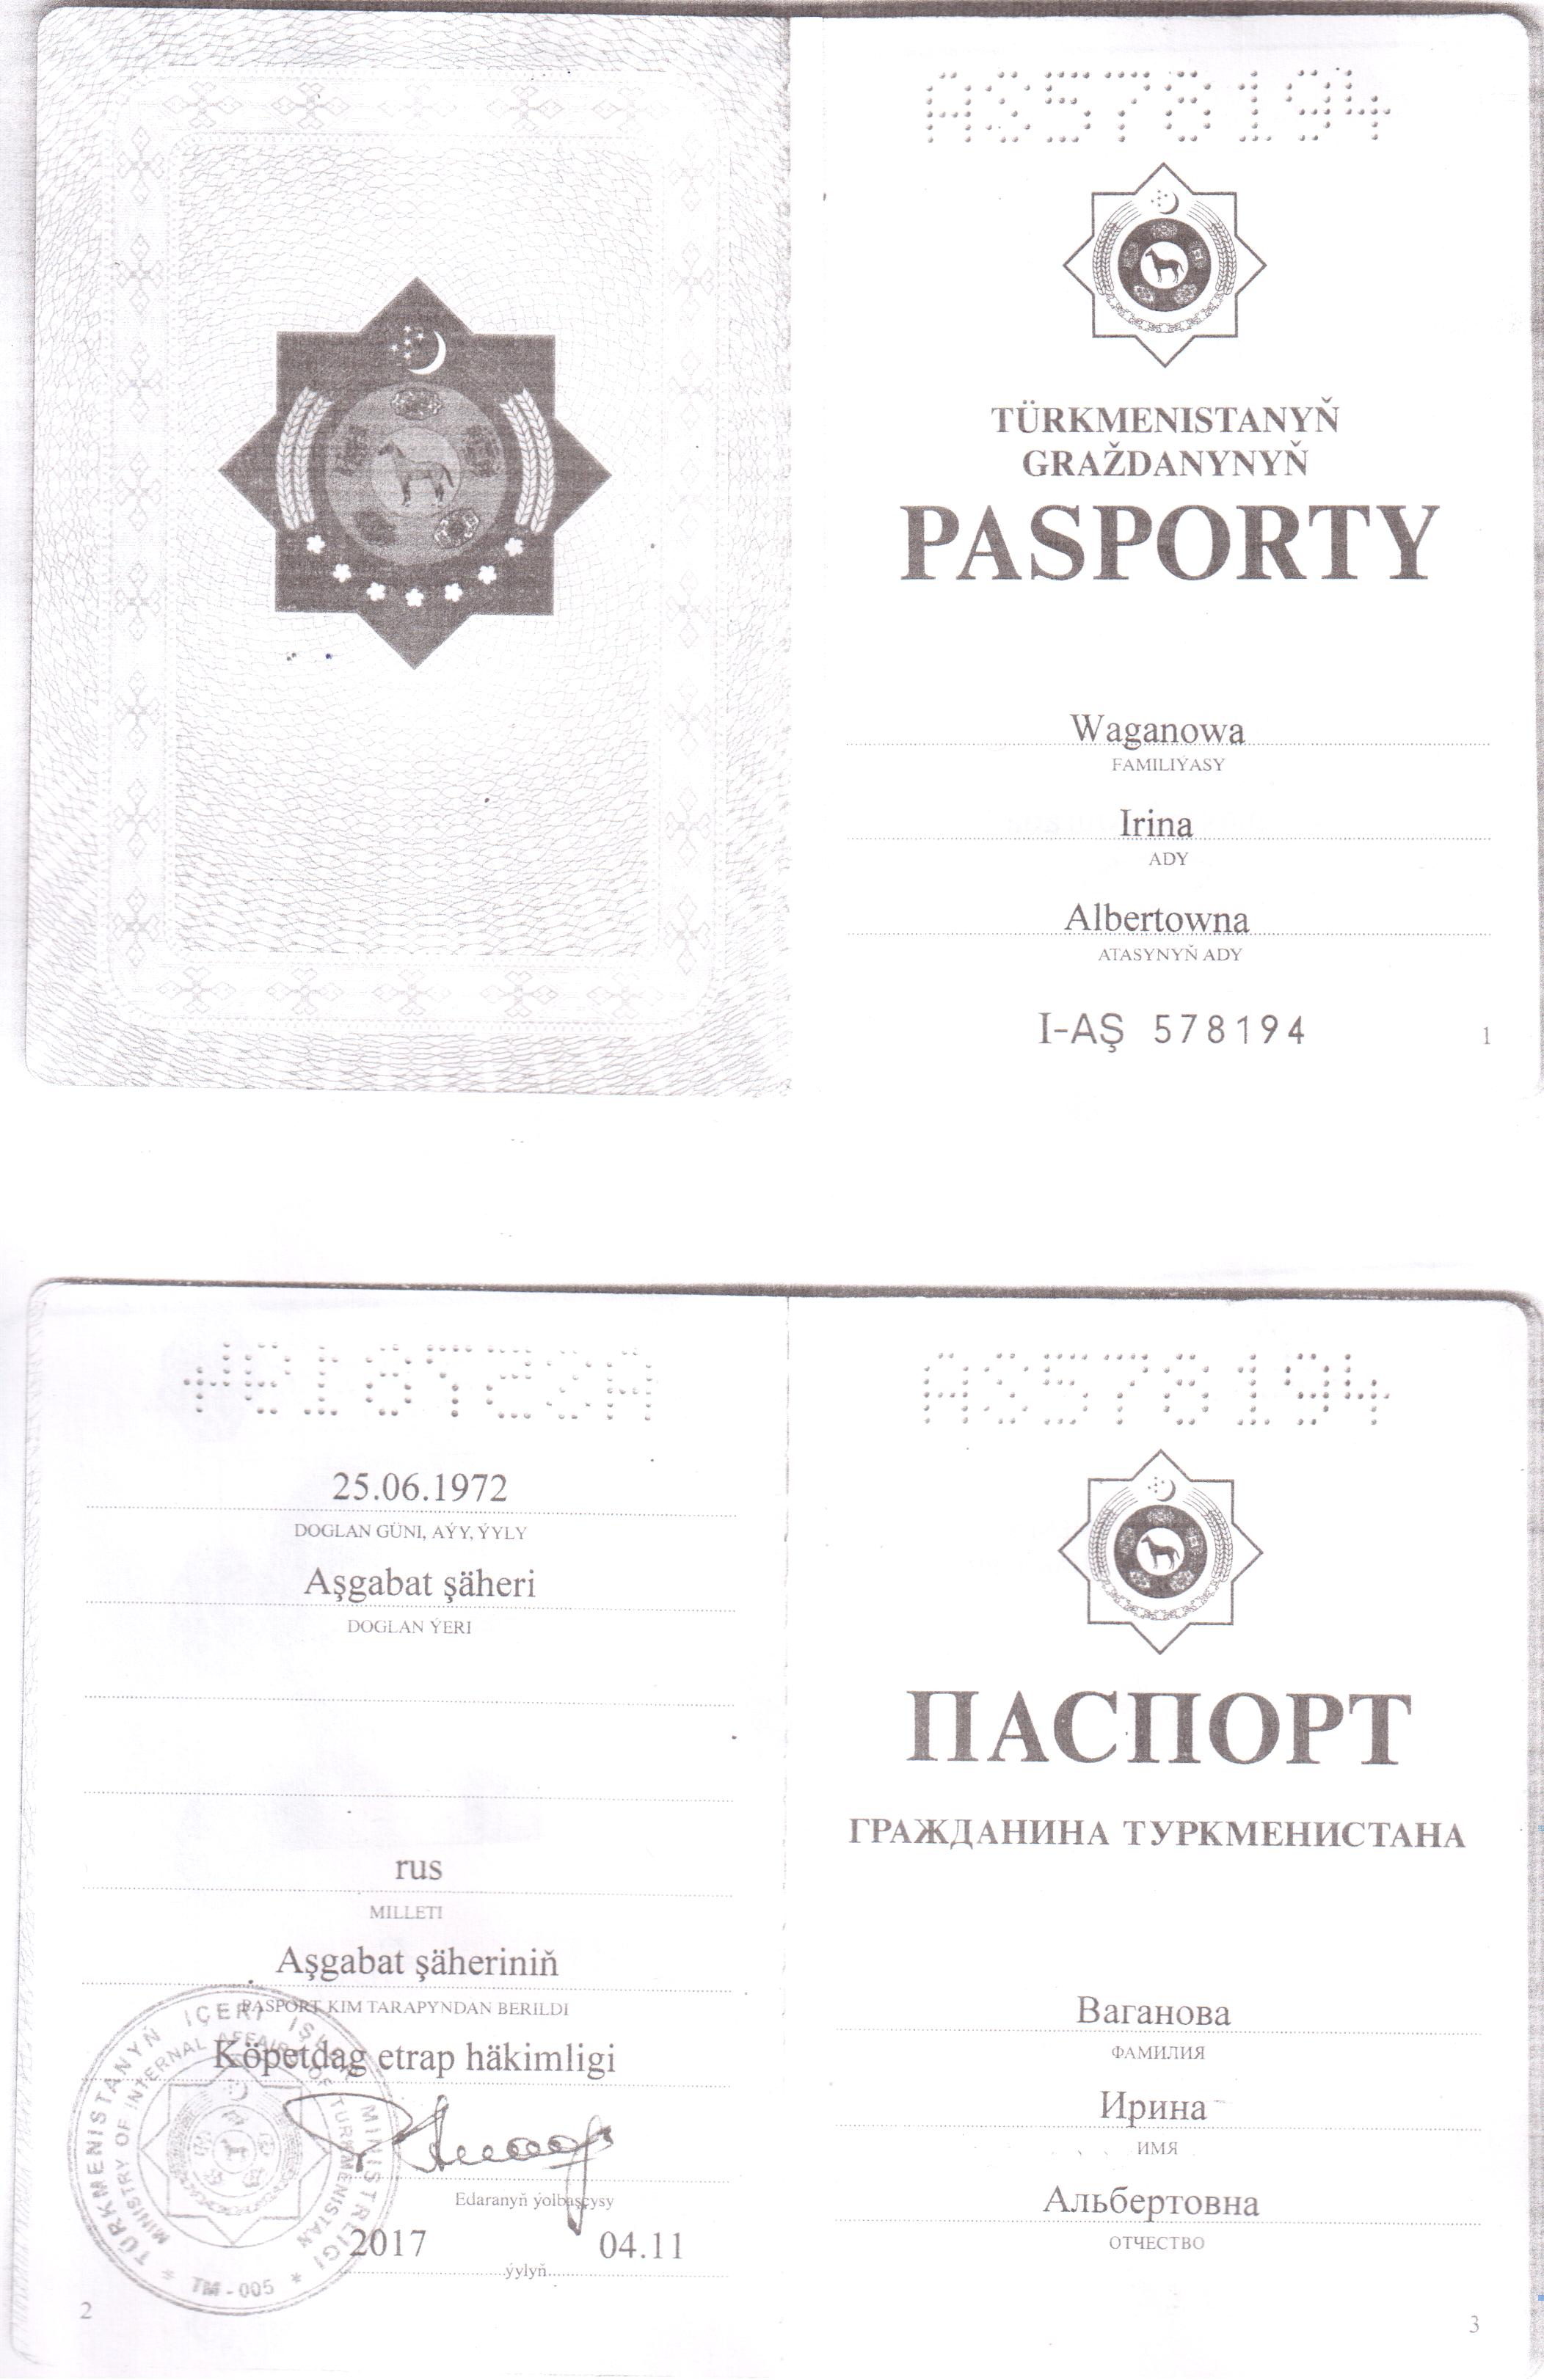 AS578194
TÜRKMENISTANYŇ
GRAŽDANYNYŇ
PASPORTY
Waganowa
FAMILIÝASY
Irina
ADY
Albertowna
ATASYNYŇ ADY
I-AŞ 578194
1
AS578194
25.06.1972
DOGLAN GÜNI, AÝY, ÝYLY
Aşgabat şäheri
DOGLAN ÝERI
rus
MILLETI
Aşgabat şäheriniň
PASPORT KIM TARAPYNDAN BERILDI
Köpetdag etrap häkimligi
Edaranyň ýolbaşçysy
2017 04.11
ýylyň
TÜRKMENISTANYŇ IÇERI IŞLER MINISTRLIGI
MINISTRY OF INTERNAL AFFAIRS OF TURKMENISTAN
* TM - 005 *
2
AS578194
ПАСПОРТ
ГРАЖДАНИНА ТУРКМЕНИСТАНА
Ваганова
ФАМИЛИЯ
Ирина
ИМЯ
Альбертовна
ОТЧЕСТВО
3